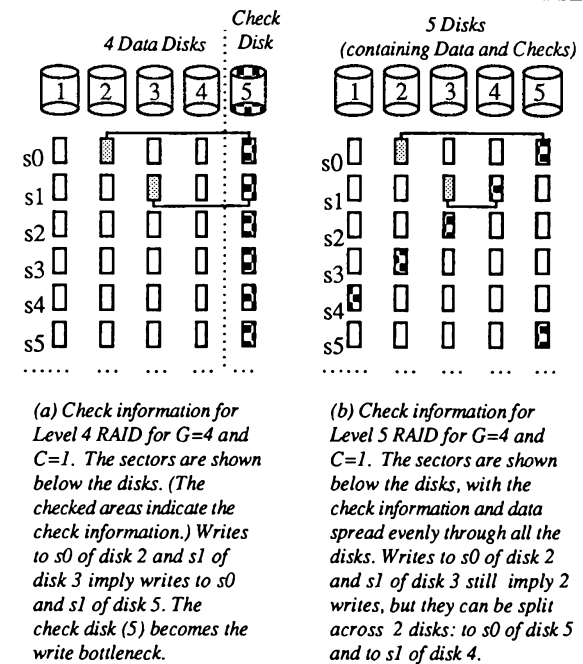 Check
4 Data Disks Disk
1 2 3 4 5
s0
s1
s2
s3
s4
s5
...... ... ... ... ...
(a) Check information for
Level 4 RAID for G=4 and
C=1. The sectors are shown
below the disks. (The
checked areas indicate the
check information.) Writes
to s0 of disk 2 and s1 of
disk 3 imply writes to s0
and s1 of disk 5. The
check disk (5) becomes the
write bottleneck.
5 Disks
(containing Data and Checks)
1 2 3 4 5
s0
s1
s2
s3
s4
s5
...... ... ... ... ...
(b) Check information for
Level 5 RAID for G=4 and
C=1. The sectors are shown
below the disks, with the
check information and data
spread evenly through all the
disks. Writes to s0 of disk 2
and s1 of disk 3 still imply 2
writes, but they can be split
across 2 disks: to s0 of disk 5
and to s1 of disk 4.